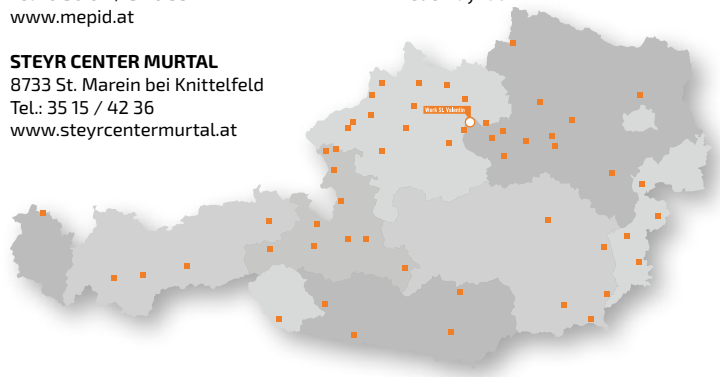 www.mepid.at
STEYR CENTER MURTAL
8733 St. Marein bei Knittelfeld
Tel.: 35 15 / 42 36
www.steyrcentermurtal.at
Werk St. Valentin